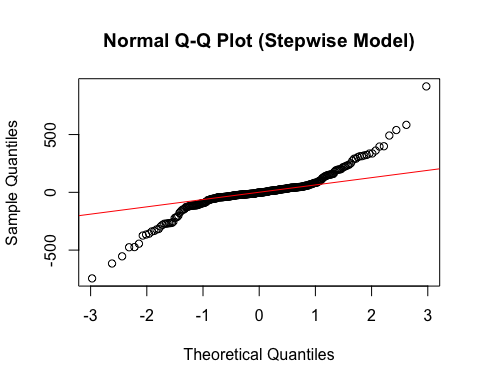 Normal Q-Q Plot (Stepwise Model)
Sample Quantiles
500
0
-500
-3 -2 -1 0 1 2 3
Theoretical Quantiles